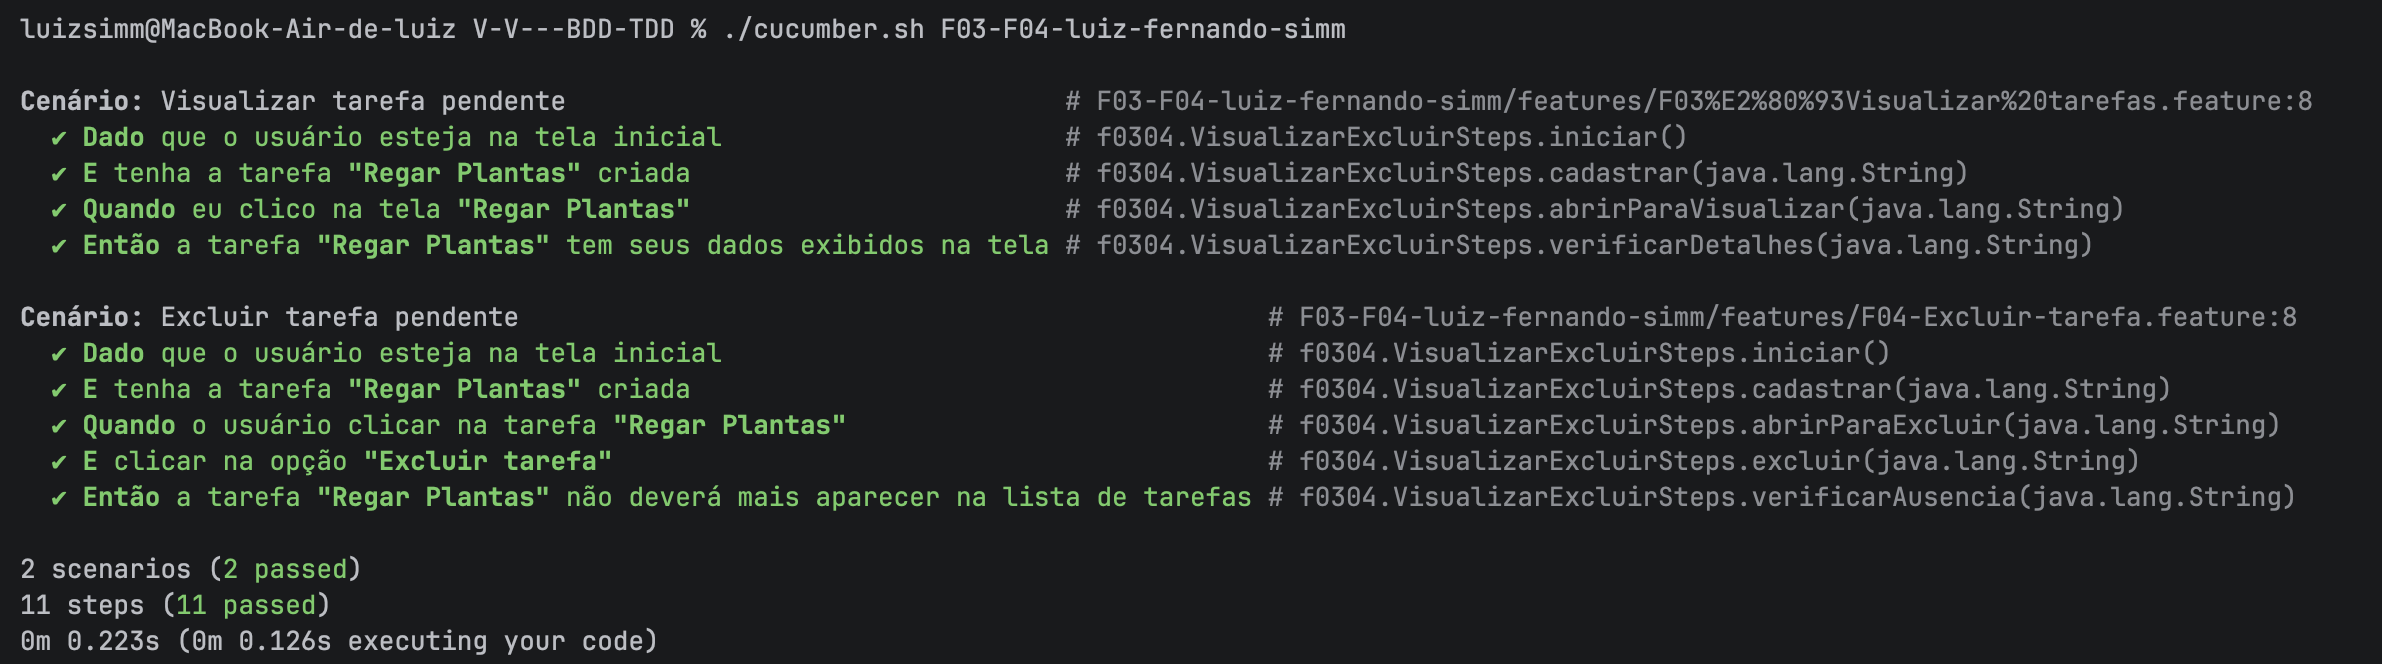 luizsimm@MacBook-Air-de-luiz V-V---BDD-TDD % ./cucumber.sh F03-F04-luiz-fernando-simm
Cenário: Visualizar tarefa pendente # F03-F04-luiz-fernando-simm/features/F03%E2%80%93Visualizar%20tarefas.feature:8
✔ Dado que o usuário esteja na tela inicial # f0304.VisualizarExcluirSteps.iniciar()
✔ E tenha a tarefa "Regar Plantas" criada # f0304.VisualizarExcluirSteps.cadastrar(java.lang.String)
✔ Quando eu clico na tela "Regar Plantas" # f0304.VisualizarExcluirSteps.abrirParaVisualizar(java.lang.String)
✔ Então a tarefa "Regar Plantas" tem seus dados exibidos na tela # f0304.VisualizarExcluirSteps.verificarDetalhes(java.lang.String)
Cenário: Excluir tarefa pendente # F03-F04-luiz-fernando-simm/features/F04-Excluir-tarefa.feature:8
✔ Dado que o usuário esteja na tela inicial # f0304.VisualizarExcluirSteps.iniciar()
✔ E tenha a tarefa "Regar Plantas" criada # f0304.VisualizarExcluirSteps.cadastrar(java.lang.String)
✔ Quando o usuário clicar na tarefa "Regar Plantas" # f0304.VisualizarExcluirSteps.abrirParaExcluir(java.lang.String)
✔ E clicar na opção "Excluir tarefa" # f0304.VisualizarExcluirSteps.excluir(java.lang.String)
✔ Então a tarefa "Regar Plantas" não deverá mais aparecer na lista de tarefas # f0304.VisualizarExcluirSteps.verificarAusencia(java.lang.String)
2 scenarios (2 passed)
11 steps (11 passed)
0m 0.223s (0m 0.126s executing your code)